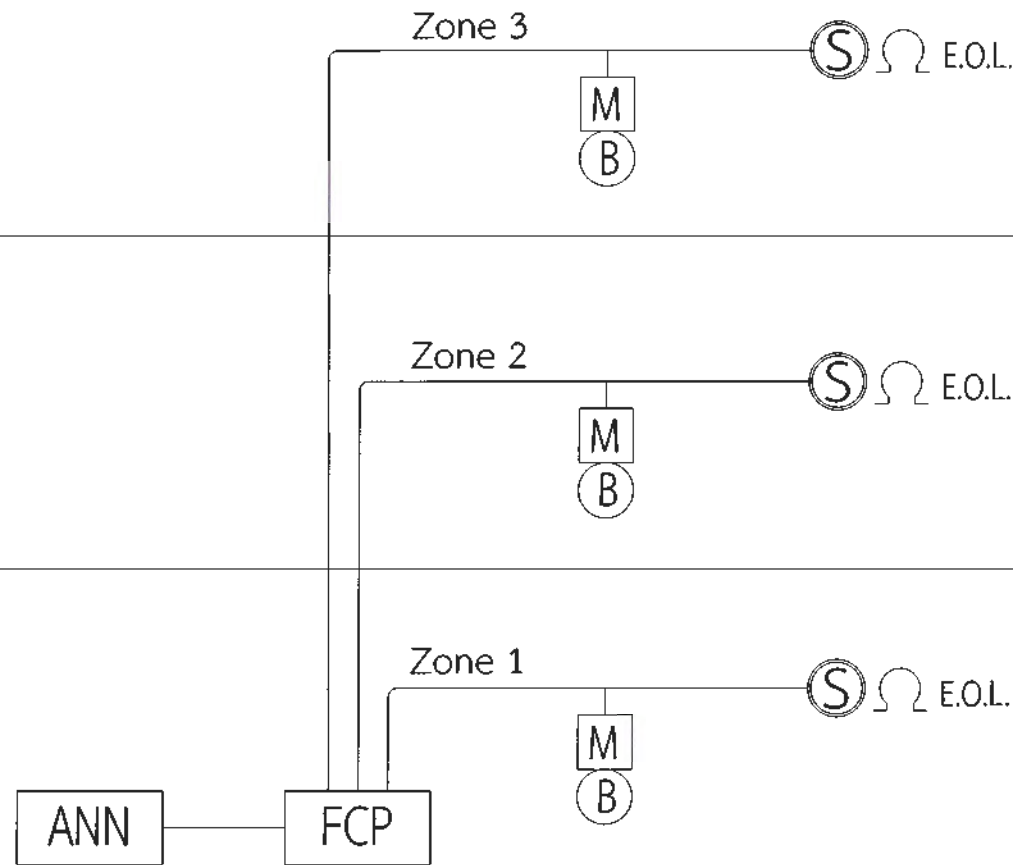 Zone 3
S Ω E.O.L.
M
B
Zone 2
S Ω E.O.L.
M
B
Zone 1
S Ω E.O.L.
M
B
ANN
FCP